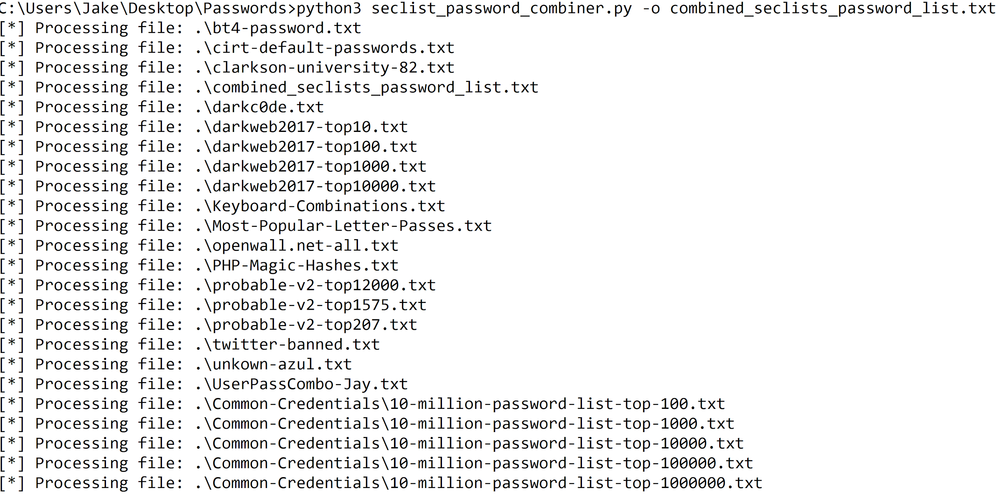 C:\Users\Jake\Desktop\Passwords>python3 seclist_password_combiner.py -o combined_seclists_password_list.txt
[*] Processing file: .\bt4-password.txt
[*] Processing file: .\cirt-default-passwords.txt
[*] Processing file: .\clarkson-university-82.txt
[*] Processing file: .\combined_seclists_password_list.txt
[*] Processing file: .\darkc0de.txt
[*] Processing file: .\darkweb2017-top10.txt
[*] Processing file: .\darkweb2017-top100.txt
[*] Processing file: .\darkweb2017-top1000.txt
[*] Processing file: .\darkweb2017-top10000.txt
[*] Processing file: .\Keyboard-Combinations.txt
[*] Processing file: .\Most-Popular-Letter-Passes.txt
[*] Processing file: .\openwall.net-all.txt
[*] Processing file: .\PHP-Magic-Hashes.txt
[*] Processing file: .\probable-v2-top12000.txt
[*] Processing file: .\probable-v2-top1575.txt
[*] Processing file: .\probable-v2-top207.txt
[*] Processing file: .\twitter-banned.txt
[*] Processing file: .\unkown-azul.txt
[*] Processing file: .\UserPassCombo-Jay.txt
[*] Processing file: .\Common-Credentials\10-million-password-list-top-100.txt
[*] Processing file: .\Common-Credentials\10-million-password-list-top-1000.txt
[*] Processing file: .\Common-Credentials\10-million-password-list-top-10000.txt
[*] Processing file: .\Common-Credentials\10-million-password-list-top-100000.txt
[*] Processing file: .\Common-Credentials\10-million-password-list-top-1000000.txt